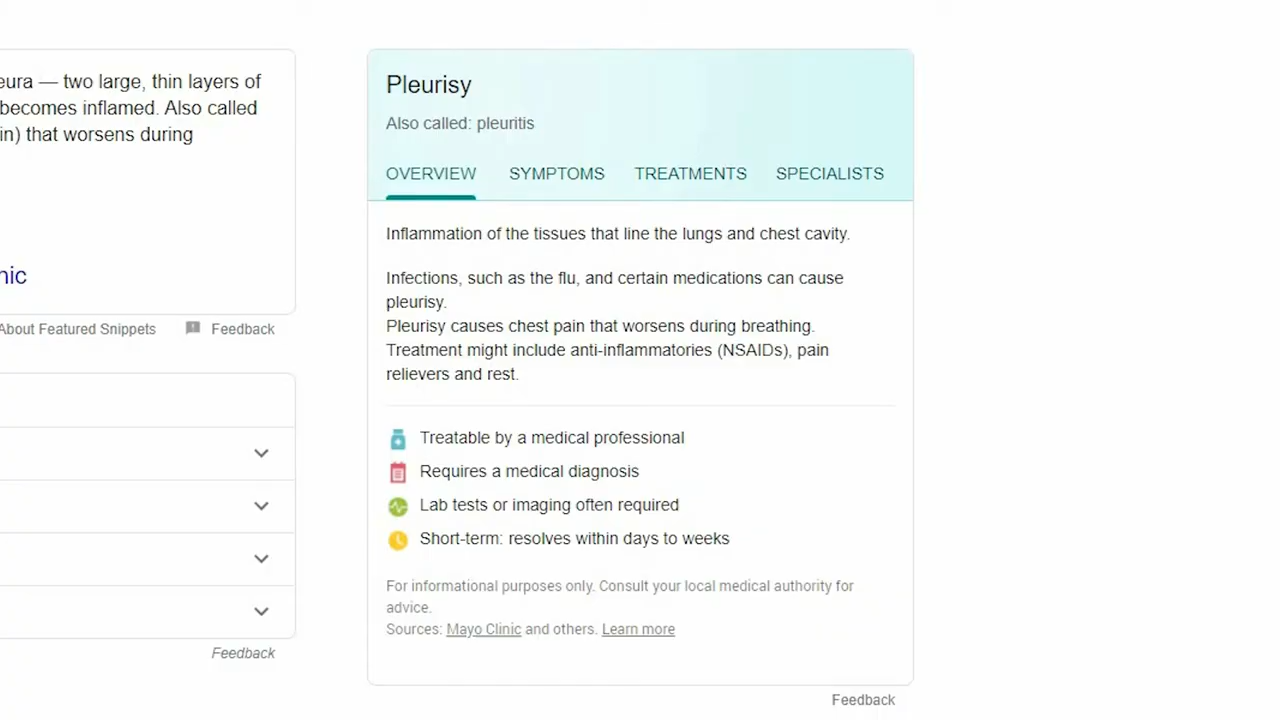 eura — two large, thin layers of
becomes inflamed. Also called
in) that worsens during
nic
About Featured Snippets
Feedback
Feedback
Pleurisy
Also called: pleuritis
OVERVIEW SYMPTOMS TREATMENTS SPECIALISTS
Inflammation of the tissues that line the lungs and chest cavity.
Infections, such as the flu, and certain medications can cause
pleurisy.
Pleurisy causes chest pain that worsens during breathing.
Treatment might include anti-inflammatories (NSAIDs), pain
relievers and rest.
Treatable by a medical professional
Requires a medical diagnosis
Lab tests or imaging often required
Short-term: resolves within days to weeks
For informational purposes only. Consult your local medical authority for
advice.
Sources: Mayo Clinic and others. Learn more
Feedback